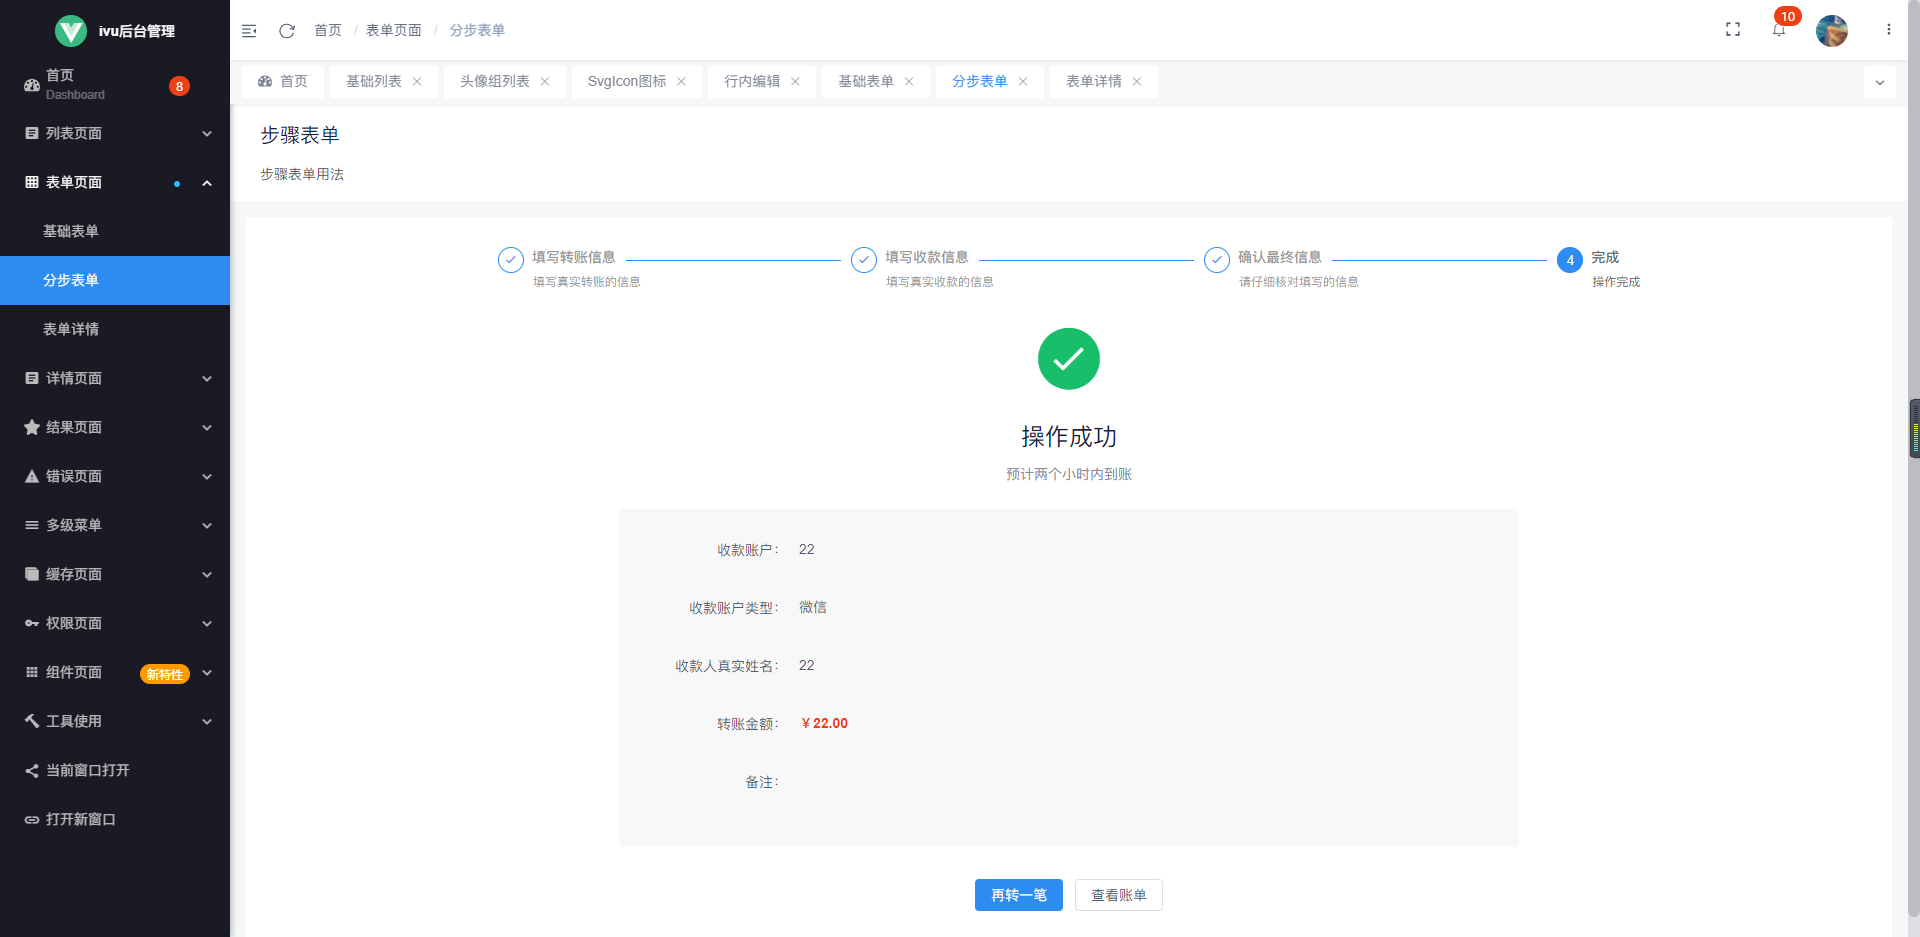 ivu后台管理
首页
Dashboard
8
列表页面
表单页面
基础表单
分步表单
表单详情
详情页面
结果页面
错误页面
多级菜单
缓存页面
权限页面
组件页面 新特性
工具使用
当前窗口打开
打开新窗口
首页 / 表单页面 / 分步表单
10
首页 基础列表 头像组列表 SvgIcon图标 行内编辑 基础表单 分步表单 表单详情
步骤表单
步骤表单用法
填写转账信息
填写真实转账的信息
填写收款信息
填写真实收款的信息
确认最终信息
请仔细核对填写的信息
4 完成
操作完成
操作成功
预计两个小时内到账
收款账户： 22
收款账户类型： 微信
收款人真实姓名： 22
转账金额： ￥22.00
备注：
再转一笔 查看账单